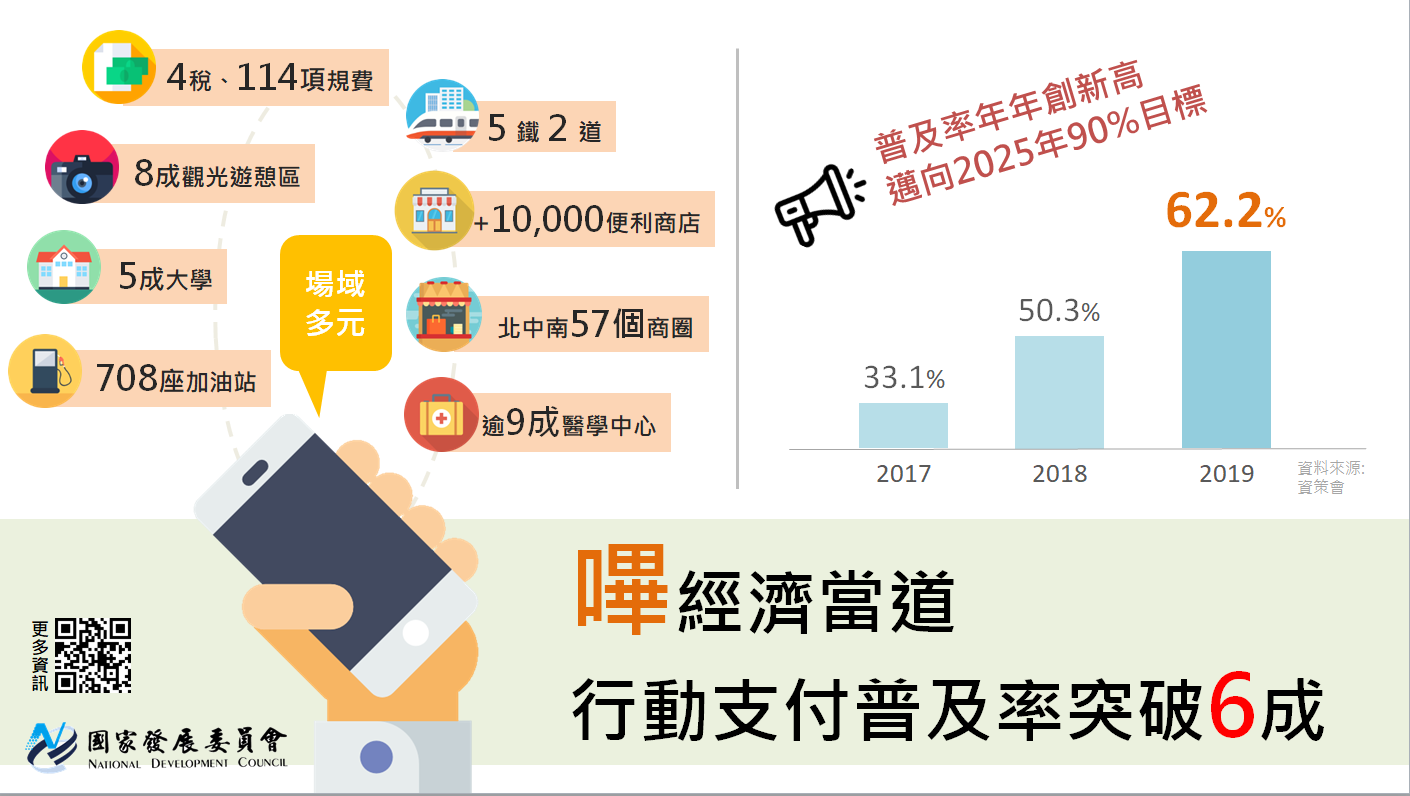 4稅、114項規費
8成觀光遊憩區
5成大學
708座加油站
場域
多元
5 鐵 2 道
+10,000便利商店
北中南57個商圈
逾9成醫學中心
普及率年年創新高
邁向2025年90%目標
33.1%
50.3%
62.2%
2017
2018
2019
資料來源:
資策會
嗶經濟當道
行動支付普及率突破6成
更多資訊
國家發展委員會
NATIONAL DEVELOPMENT COUNCIL